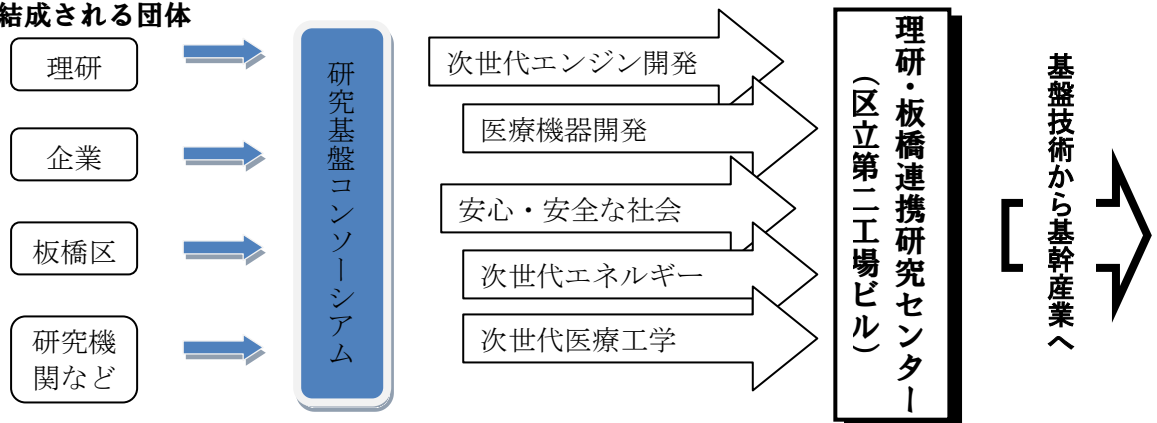 結成される団体
理研
企業
板橋区
研究機
関など
研究基盤コンソーシアム
次世代エンジン開発
医療機器開発
安心・安全な社会
次世代エネルギー
次世代医療工学
理研・板橋連携研究センター
（区立第二工場ビル）
基盤技術から基幹産業へ